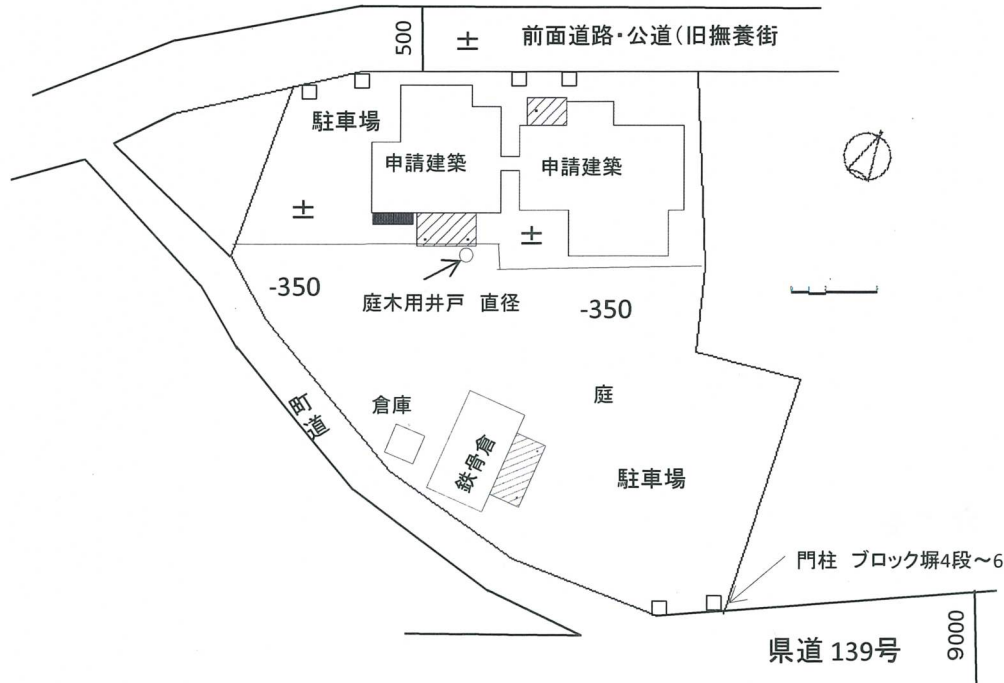 500
± 前面道路・公道(旧撫養街
駐車場
申請建築
申請建築
±
±
-350
庭木用井戸 直径
-350
町道
倉庫
鉄骨倉
庭
駐車場
門柱 ブロック塀4段~6
県道 139号
9000